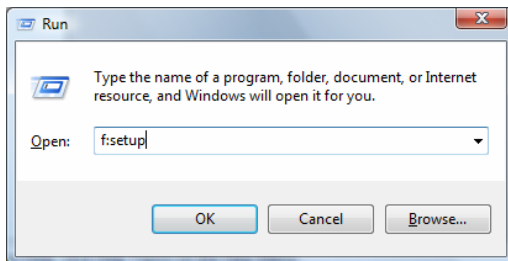 Run
Type the name of a program, folder, document, or Internet
resource, and Windows will open it for you.
Open: f:setup
OK Cancel Browse...